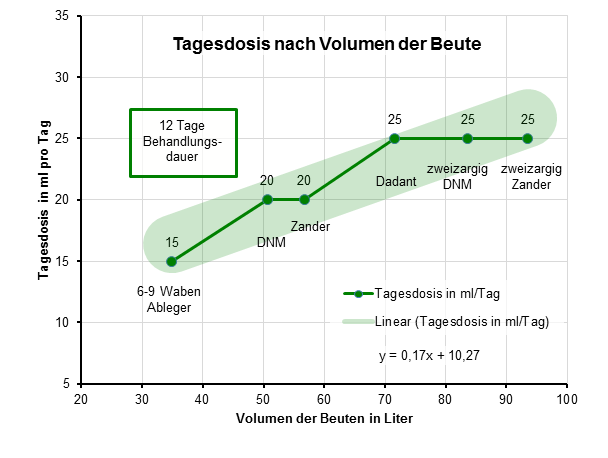 Tagesdosis nach Volumen der Beute
35
30
25
20
15
10
5
Tagesdosis in ml pro Tag
12 Tage
Behandlungs-
dauer
15
6-9 Waben
Ableger
20
DNM
20
Zander
25
Dadant
25
zweizargig
DNM
25
zweizargig
Zander
Tagesdosis in ml/Tag
Linear (Tagesdosis in ml/Tag)
y = 0,17x + 10,27
20
30
40
50
60
70
80
90
100
Volumen der Beuten in Liter